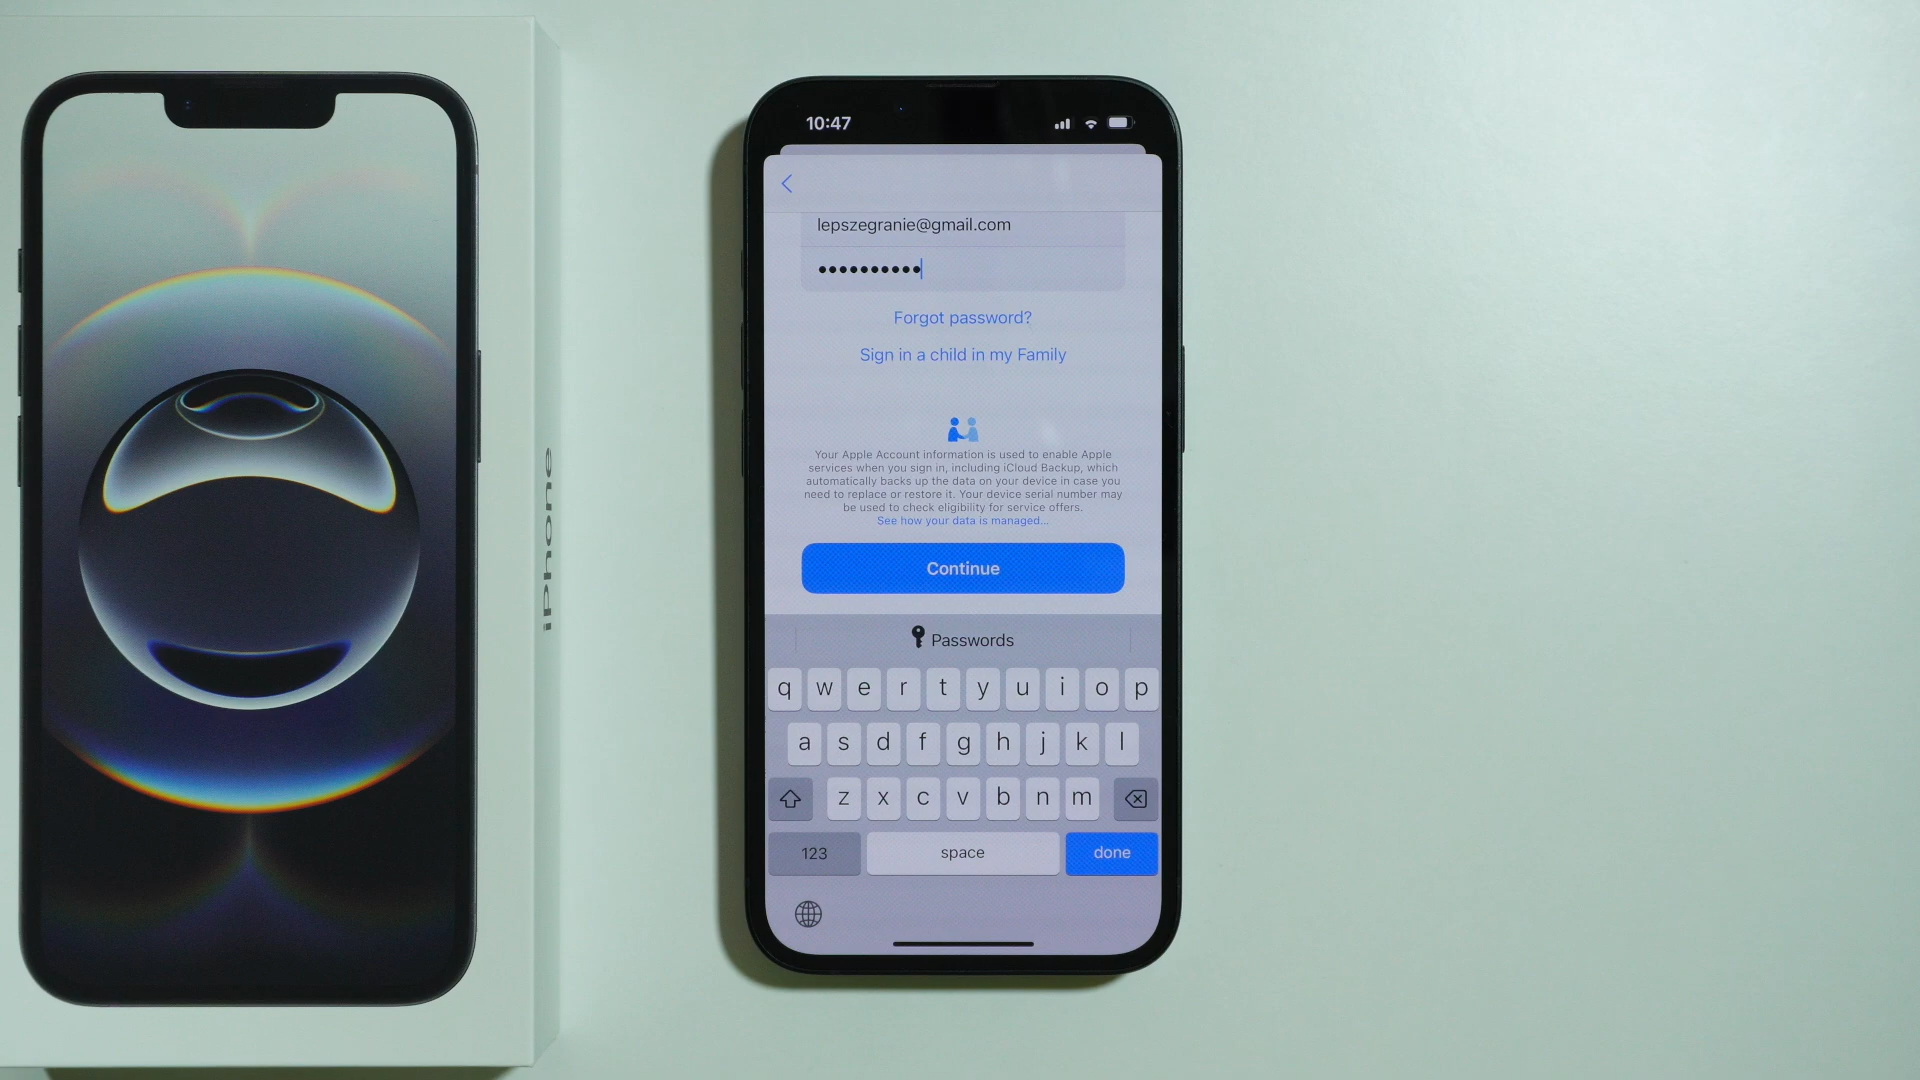 iPhone
10:47
lepszegranie@gmail.com
••••••••••
Forgot password?
Sign in a child in my Family
Your Apple Account information is used to enable Apple
services when you sign in, including iCloud Backup, which
automatically backs up the data on your device in case you
need to replace or restore it. Your device serial number may
be used to check eligibility for service offers.
See how your data is managed...
Continue
Passwords
q w e r t y u i o p
a s d f g h j k l
z x c v b n m
123 space done